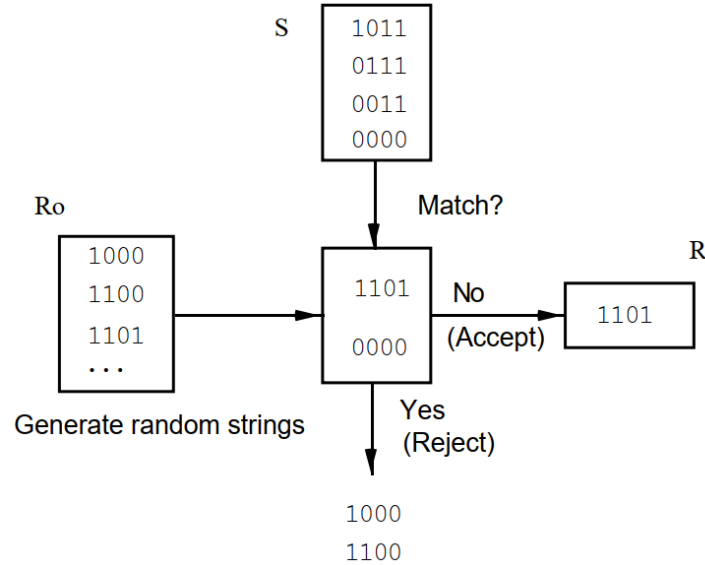 S
1011
0111
0011
0000
Match?
Ro
1000
1100
1101
...
Generate random strings
1101
0000
No
(Accept)
R
1101
Yes
(Reject)
1000
1100